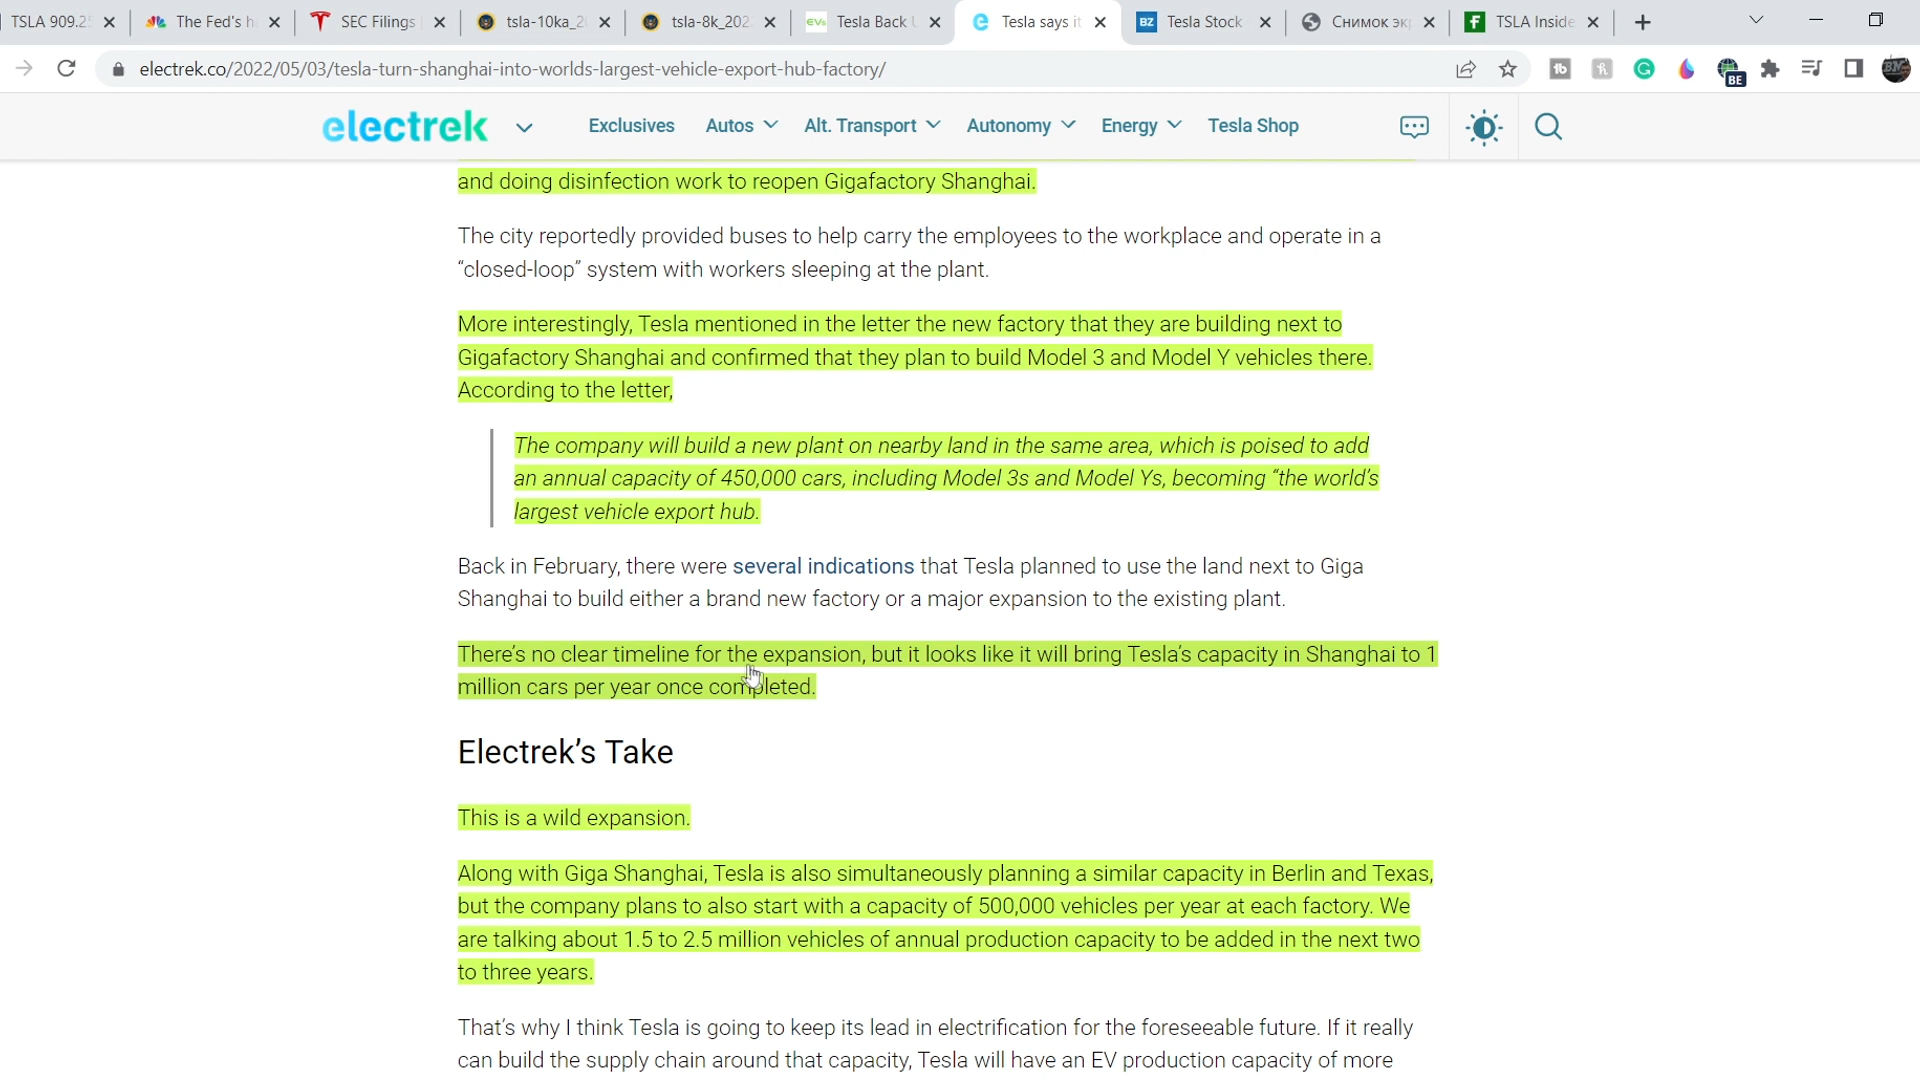 TSLA 909.25
The Fed's h
SEC Filings
tsla-10ka_2
tsla-8k_202
EVs
Tesla Back U
Tesla says it
BZ
Tesla Stock
Снимок эк
TSLA Inside
electrek.co/2022/05/03/tesla-turn-shanghai-into-worlds-largest-vehicle-export-hub-factory/
BE
electrek
Exclusives
Autos
Alt. Transport
Autonomy
Energy
Tesla Shop
and doing disinfection work to reopen Gigafactory Shanghai.
The city reportedly provided buses to help carry the employees to the workplace and operate in a
“closed-loop” system with workers sleeping at the plant.
More interestingly, Tesla mentioned in the letter the new factory that they are building next to
Gigafactory Shanghai and confirmed that they plan to build Model 3 and Model Y vehicles there.
According to the letter,
The company will build a new plant on nearby land in the same area, which is poised to add
an annual capacity of 450,000 cars, including Model 3s and Model Ys, becoming “the world’s
largest vehicle export hub.
Back in February, there were several indications that Tesla planned to use the land next to Giga
Shanghai to build either a brand new factory or a major expansion to the existing plant.
There’s no clear timeline for the expansion, but it looks like it will bring Tesla’s capacity in Shanghai to 1
million cars per year once completed.
Electrek’s Take
This is a wild expansion.
Along with Giga Shanghai, Tesla is also simultaneously planning a similar capacity in Berlin and Texas,
but the company plans to also start with a capacity of 500,000 vehicles per year at each factory. We
are talking about 1.5 to 2.5 million vehicles of annual production capacity to be added in the next two
to three years.
That’s why I think Tesla is going to keep its lead in electrification for the foreseeable future. If it really
can build the supply chain around that capacity, Tesla will have an EV production capacity of more